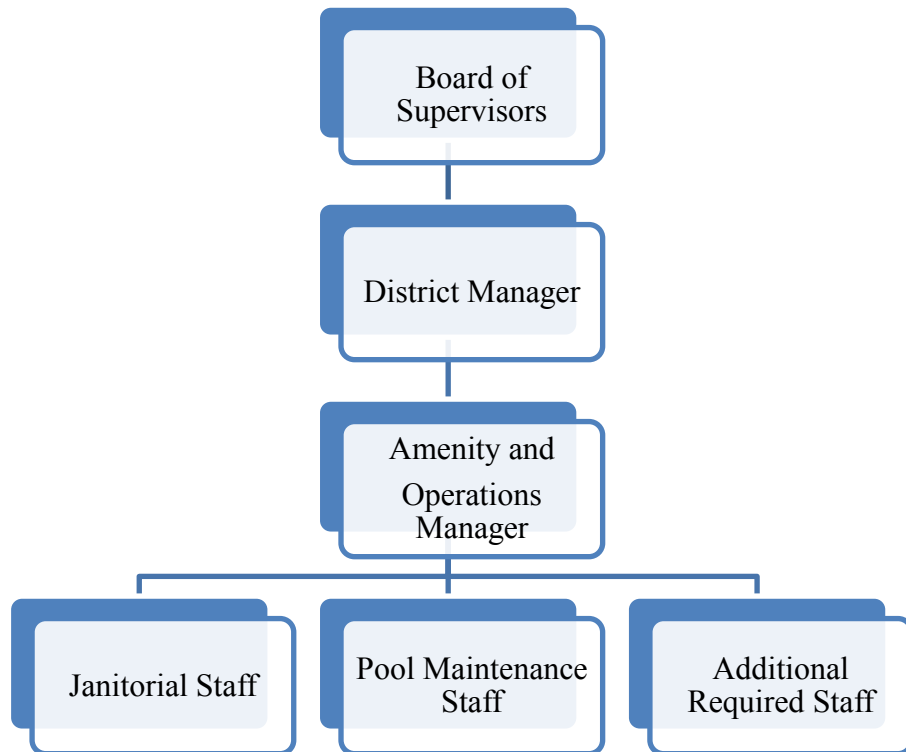 Board of
Supervisors
District Manager
Amenity and
Operations
Manager
Janitorial Staff
Pool Maintenance
Staff
Additional
Required Staff